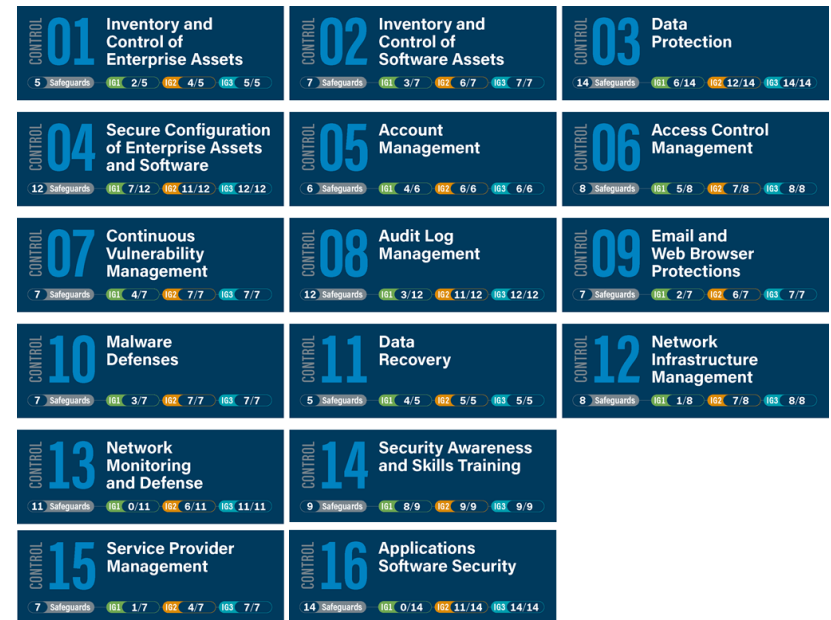 CONTROL
01
Inventory and
Control of
Enterprise Assets
5 Safeguards IG1 2/5 IG2 4/5 IG3 5/5
CONTROL
02
Inventory and
Control of
Software Assets
7 Safeguards IG1 3/7 IG2 6/7 IG3 7/7
CONTROL
03
Data
Protection
14 Safeguards IG1 6/14 IG2 12/14 IG3 14/14
CONTROL
04
Secure Configuration
of Enterprise Assets
and Software
12 Safeguards IG1 7/12 IG2 11/12 IG3 12/12
CONTROL
05
Account
Management
6 Safeguards IG1 4/6 IG2 6/6 IG3 6/6
CONTROL
06
Access Control
Management
8 Safeguards IG1 5/8 IG2 7/8 IG3 8/8
CONTROL
07
Continuous
Vulnerability
Management
7 Safeguards IG1 4/7 IG2 7/7 IG3 7/7
CONTROL
08
Audit Log
Management
12 Safeguards IG1 3/12 IG2 11/12 IG3 12/12
CONTROL
09
Email and
Web Browser
Protections
7 Safeguards IG1 2/7 IG2 6/7 IG3 7/7
CONTROL
10
Malware
Defenses
7 Safeguards IG1 3/7 IG2 7/7 IG3 7/7
CONTROL
11
Data
Recovery
5 Safeguards IG1 4/5 IG2 5/5 IG3 5/5
CONTROL
12
Network
Infrastructure
Management
8 Safeguards IG1 1/8 IG2 7/8 IG3 8/8
CONTROL
13
Network
Monitoring
and Defense
11 Safeguards IG1 0/11 IG2 6/11 IG3 11/11
CONTROL
14
Security Awareness
and Skills Training
9 Safeguards IG1 8/9 IG2 9/9 IG3 9/9
CONTROL
15
Service Provider
Management
7 Safeguards IG1 1/7 IG2 4/7 IG3 7/7
CONTROL
16
Applications
Software Security
14 Safeguards IG1 0/14 IG2 11/14 IG3 14/14